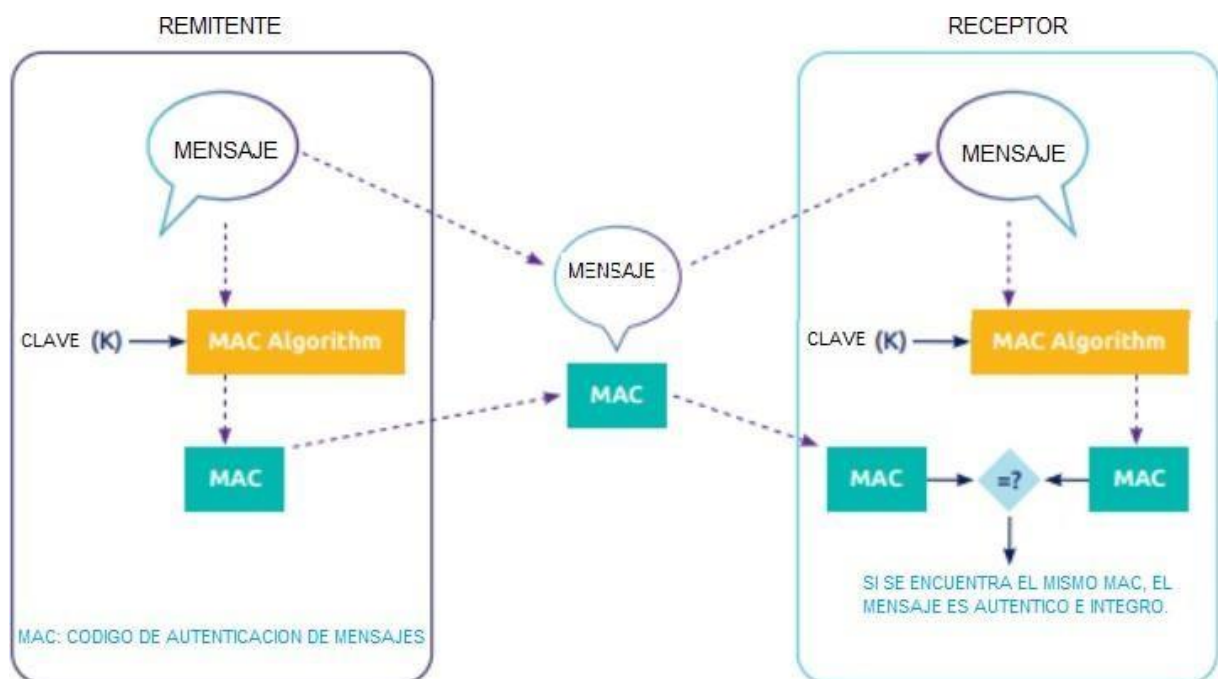 REMITENTE
MENSAJE
CLAVE (K)
MAC Algorithm
MAC
MAC: CODIGO DE AUTENTICACION DE MENSAJES
MENSAJE
MAC
RECEPTOR
MENSAJE
CLAVE (K)
MAC Algorithm
MAC
=?
MAC
SI SE ENCUENTRA EL MISMO MAC, EL
MENSAJE ES AUTENTICO E INTEGRO.